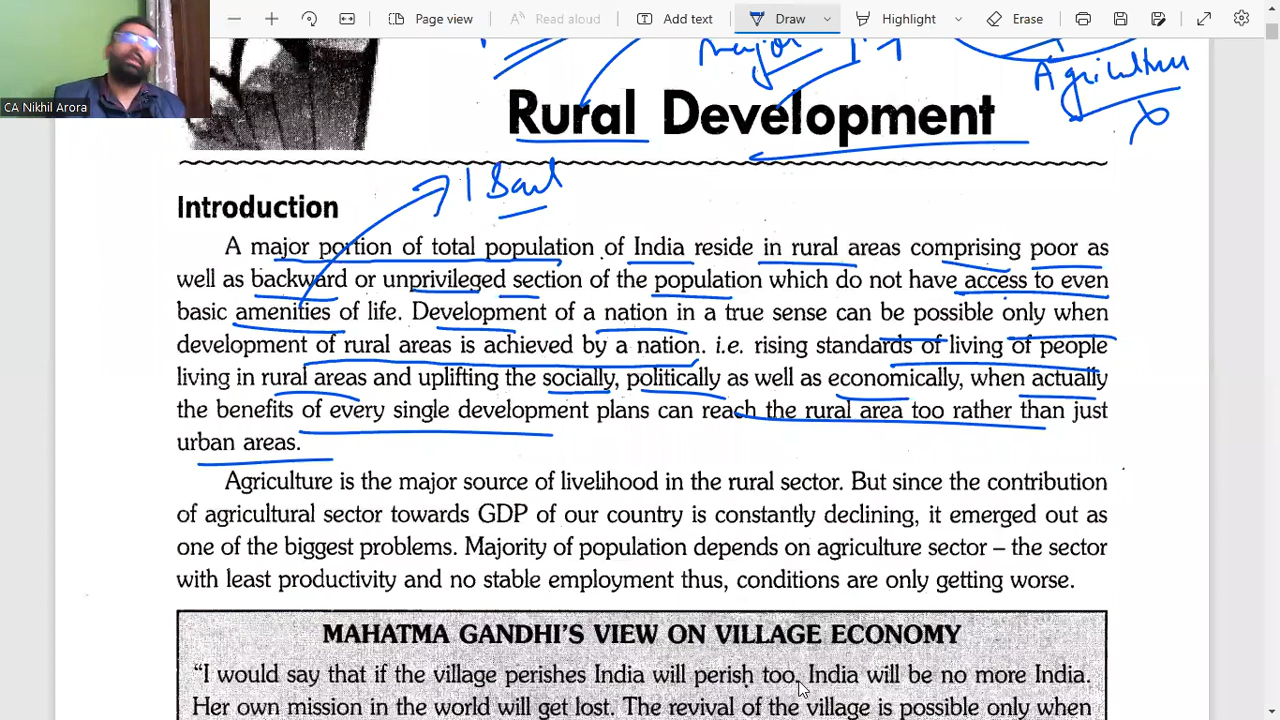 Page view
Read aloud
Add text
Draw
Highlight
Erase
CA Nikhil Arora
major
Agriculture
Rural Development
Introduction
A major portion of total population of India reside in rural areas comprising poor as
well as backward or unprivileged section of the population which do not have access to even
basic amenities of life. Development of a nation in a true sense can be possible only when
development of rural areas is achieved by a nation. i.e. rising standards of living of people
living in rural areas and uplifting the socially, politically as well as economically, when actually
the benefits of every single development plans can reach the rural area too rather than just
urban areas.
Agriculture is the major source of livelihood in the rural sector. But since the contribution
of agricultural sector towards GDP of our country is constantly declining, it emerged out as
one of the biggest problems. Majority of population depends on agriculture sector – the sector
with least productivity and no stable employment thus, conditions are only getting worse.
MAHATMA GANDHI'S VIEW ON VILLAGE ECONOMY
“I would say that if the village perishes India will perish too, India will be no more India.
Her own mission in the world will get lost. The revival of the village is possible only when